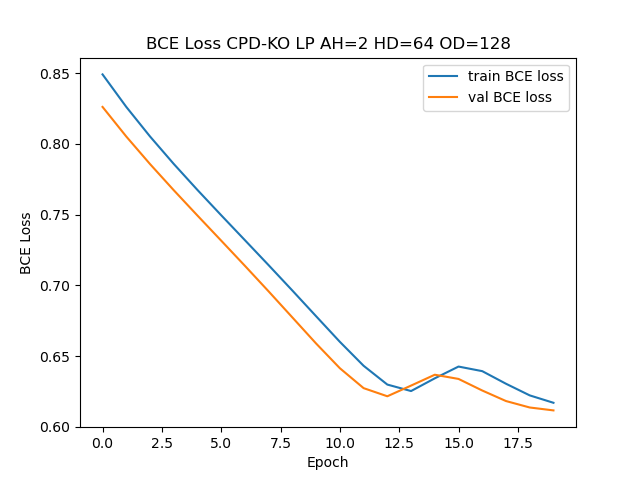 BCE Loss CPD-KO LP AH=2 HD=64 OD=128
train BCE loss
val BCE loss
BCE Loss
0.85
0.80
0.75
0.70
0.65
0.60
0.0 2.5 5.0 7.5 10.0 12.5 15.0 17.5
Epoch